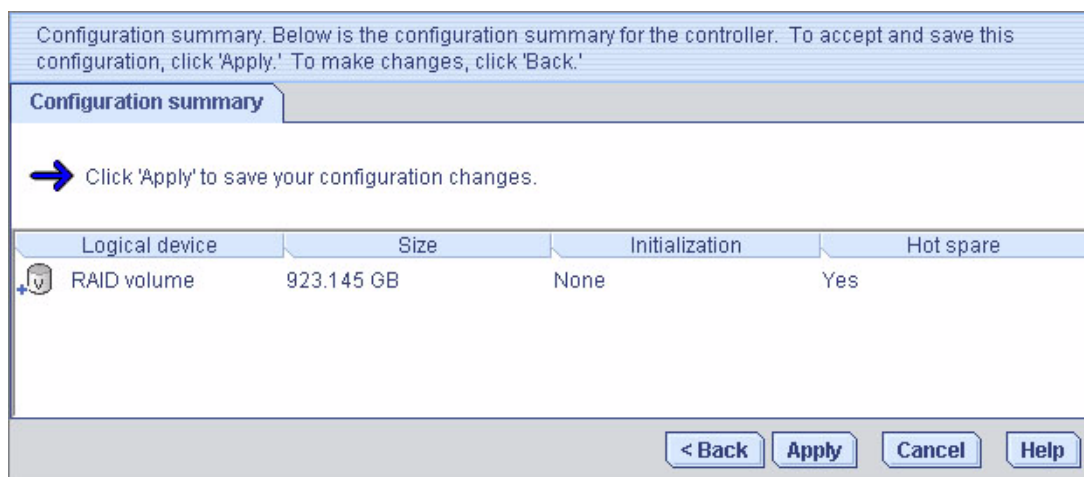 Configuration summary. Below is the configuration summary for the controller. To accept and save this
configuration, click 'Apply.' To make changes, click 'Back.'
Configuration summary
Click 'Apply' to save your configuration changes.
Logical device Size Initialization Hot spare
RAID volume 923.145 GB None Yes
< Back Apply Cancel Help